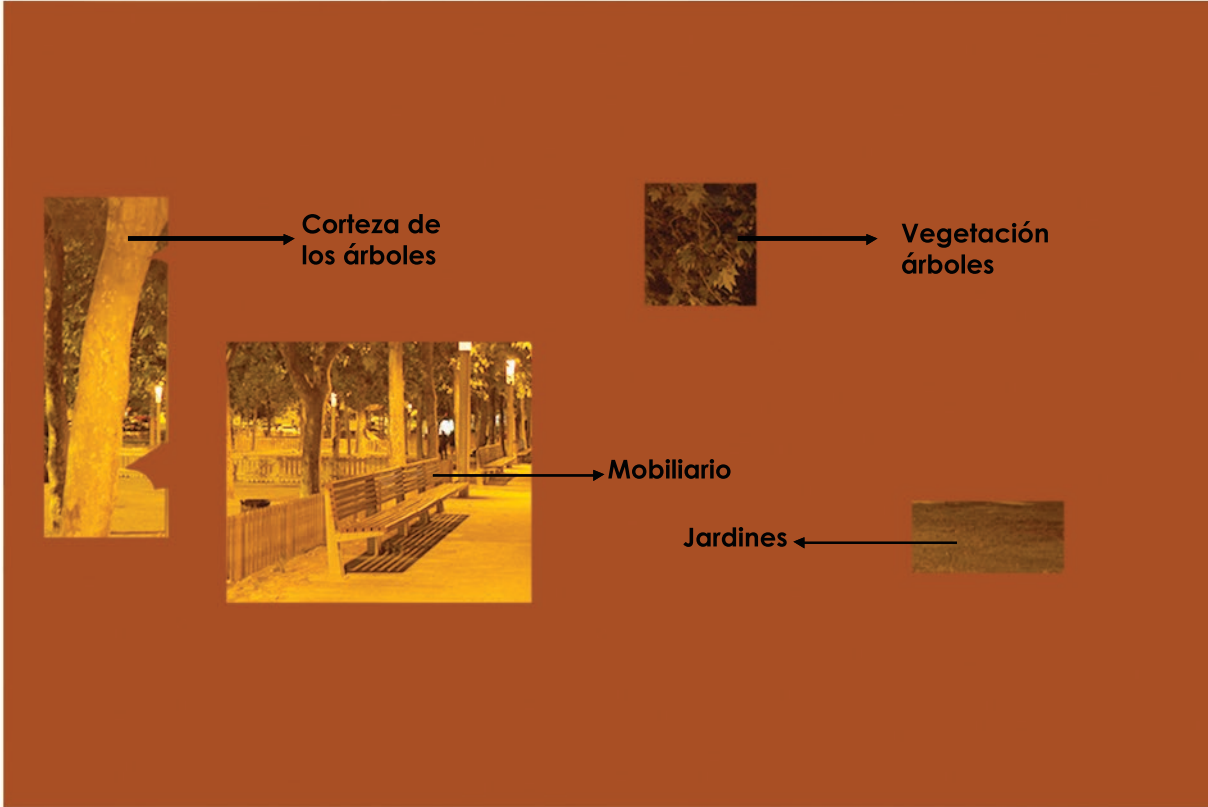 Corteza de
los árboles
Vegetación
árboles
Mobiliario
Jardines